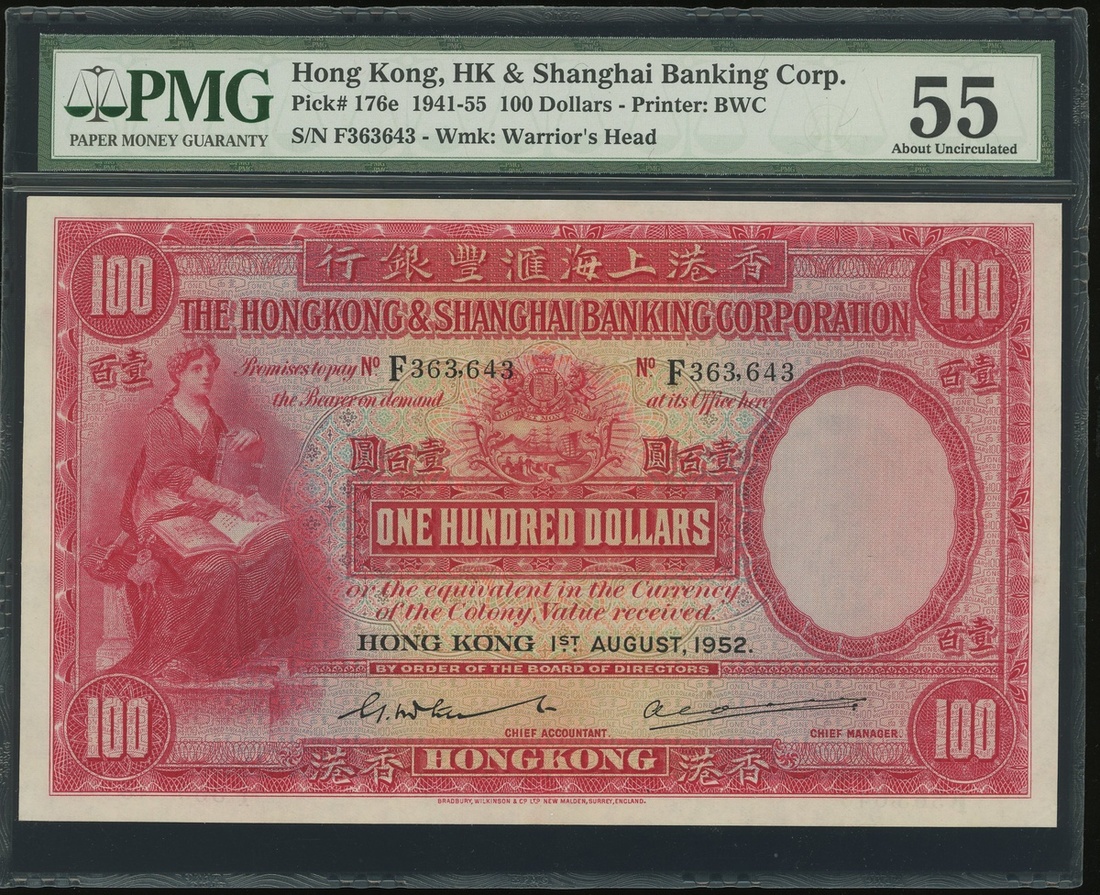 PMG
PAPER MONEY GUARANTY
Hong Kong, HK & Shanghai Banking Corp.
Pick# 176e 1941-55 100 Dollars - Printer: BWC
S/N F363643 - Wmk: Warrior's Head
55
About Uncirculated
行銀豐滙海上港香
100
100
THE HONGKONG & SHANGHAI BANKING CORPORATION
百壹
Promises to pay Nº F363,643
Nº F363,643
百壹
the Bearer on demand
at its Office here
圓百壹
圓百壹
ONE HUNDRED DOLLARS
or the equivalent in the Currency
of the Colony, Value received.
HONG KONG 1ST AUGUST, 1952.
百壹
BY ORDER OF THE BOARD OF DIRECTORS
100
100
CHIEF ACCOUNTANT.
CHIEF MANAGER.
港香
HONGKONG
港香
BRADBURY, WILKINSON & Cº LTD NEW MALDEN, SURREY, ENGLAND.